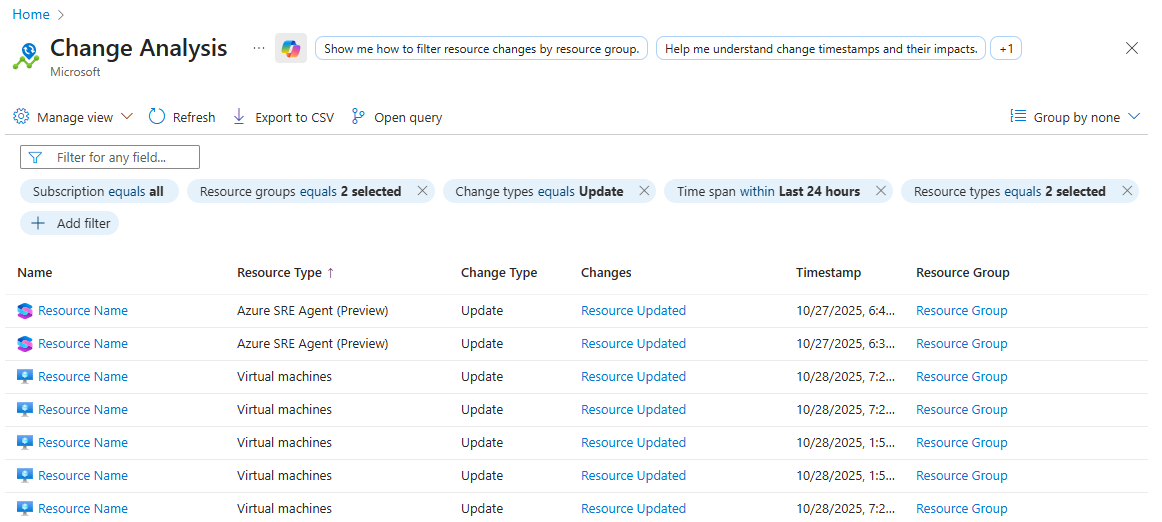 Home
Change Analysis ... Show me how to filter resource changes by resource group. Help me understand change timestamps and their impacts. +1
Microsoft
Manage view Refresh Export to CSV Open query Group by none
Filter for any field...
Subscription equals all Resource groups equals 2 selected Change types equals Update Time span within Last 24 hours Resource types equals 2 selected
Add filter
Name Resource Type ↑ Change Type Changes Timestamp Resource Group
Resource Name Azure SRE Agent (Preview) Update Resource Updated 10/27/2025, 6:4... Resource Group
Resource Name Azure SRE Agent (Preview) Update Resource Updated 10/27/2025, 6:3... Resource Group
Resource Name Virtual machines Update Resource Updated 10/28/2025, 7:2... Resource Group
Resource Name Virtual machines Update Resource Updated 10/28/2025, 7:2... Resource Group
Resource Name Virtual machines Update Resource Updated 10/28/2025, 1:5... Resource Group
Resource Name Virtual machines Update Resource Updated 10/28/2025, 1:5... Resource Group
Resource Name Virtual machines Update Resource Updated 10/28/2025, 7:2... Resource Group